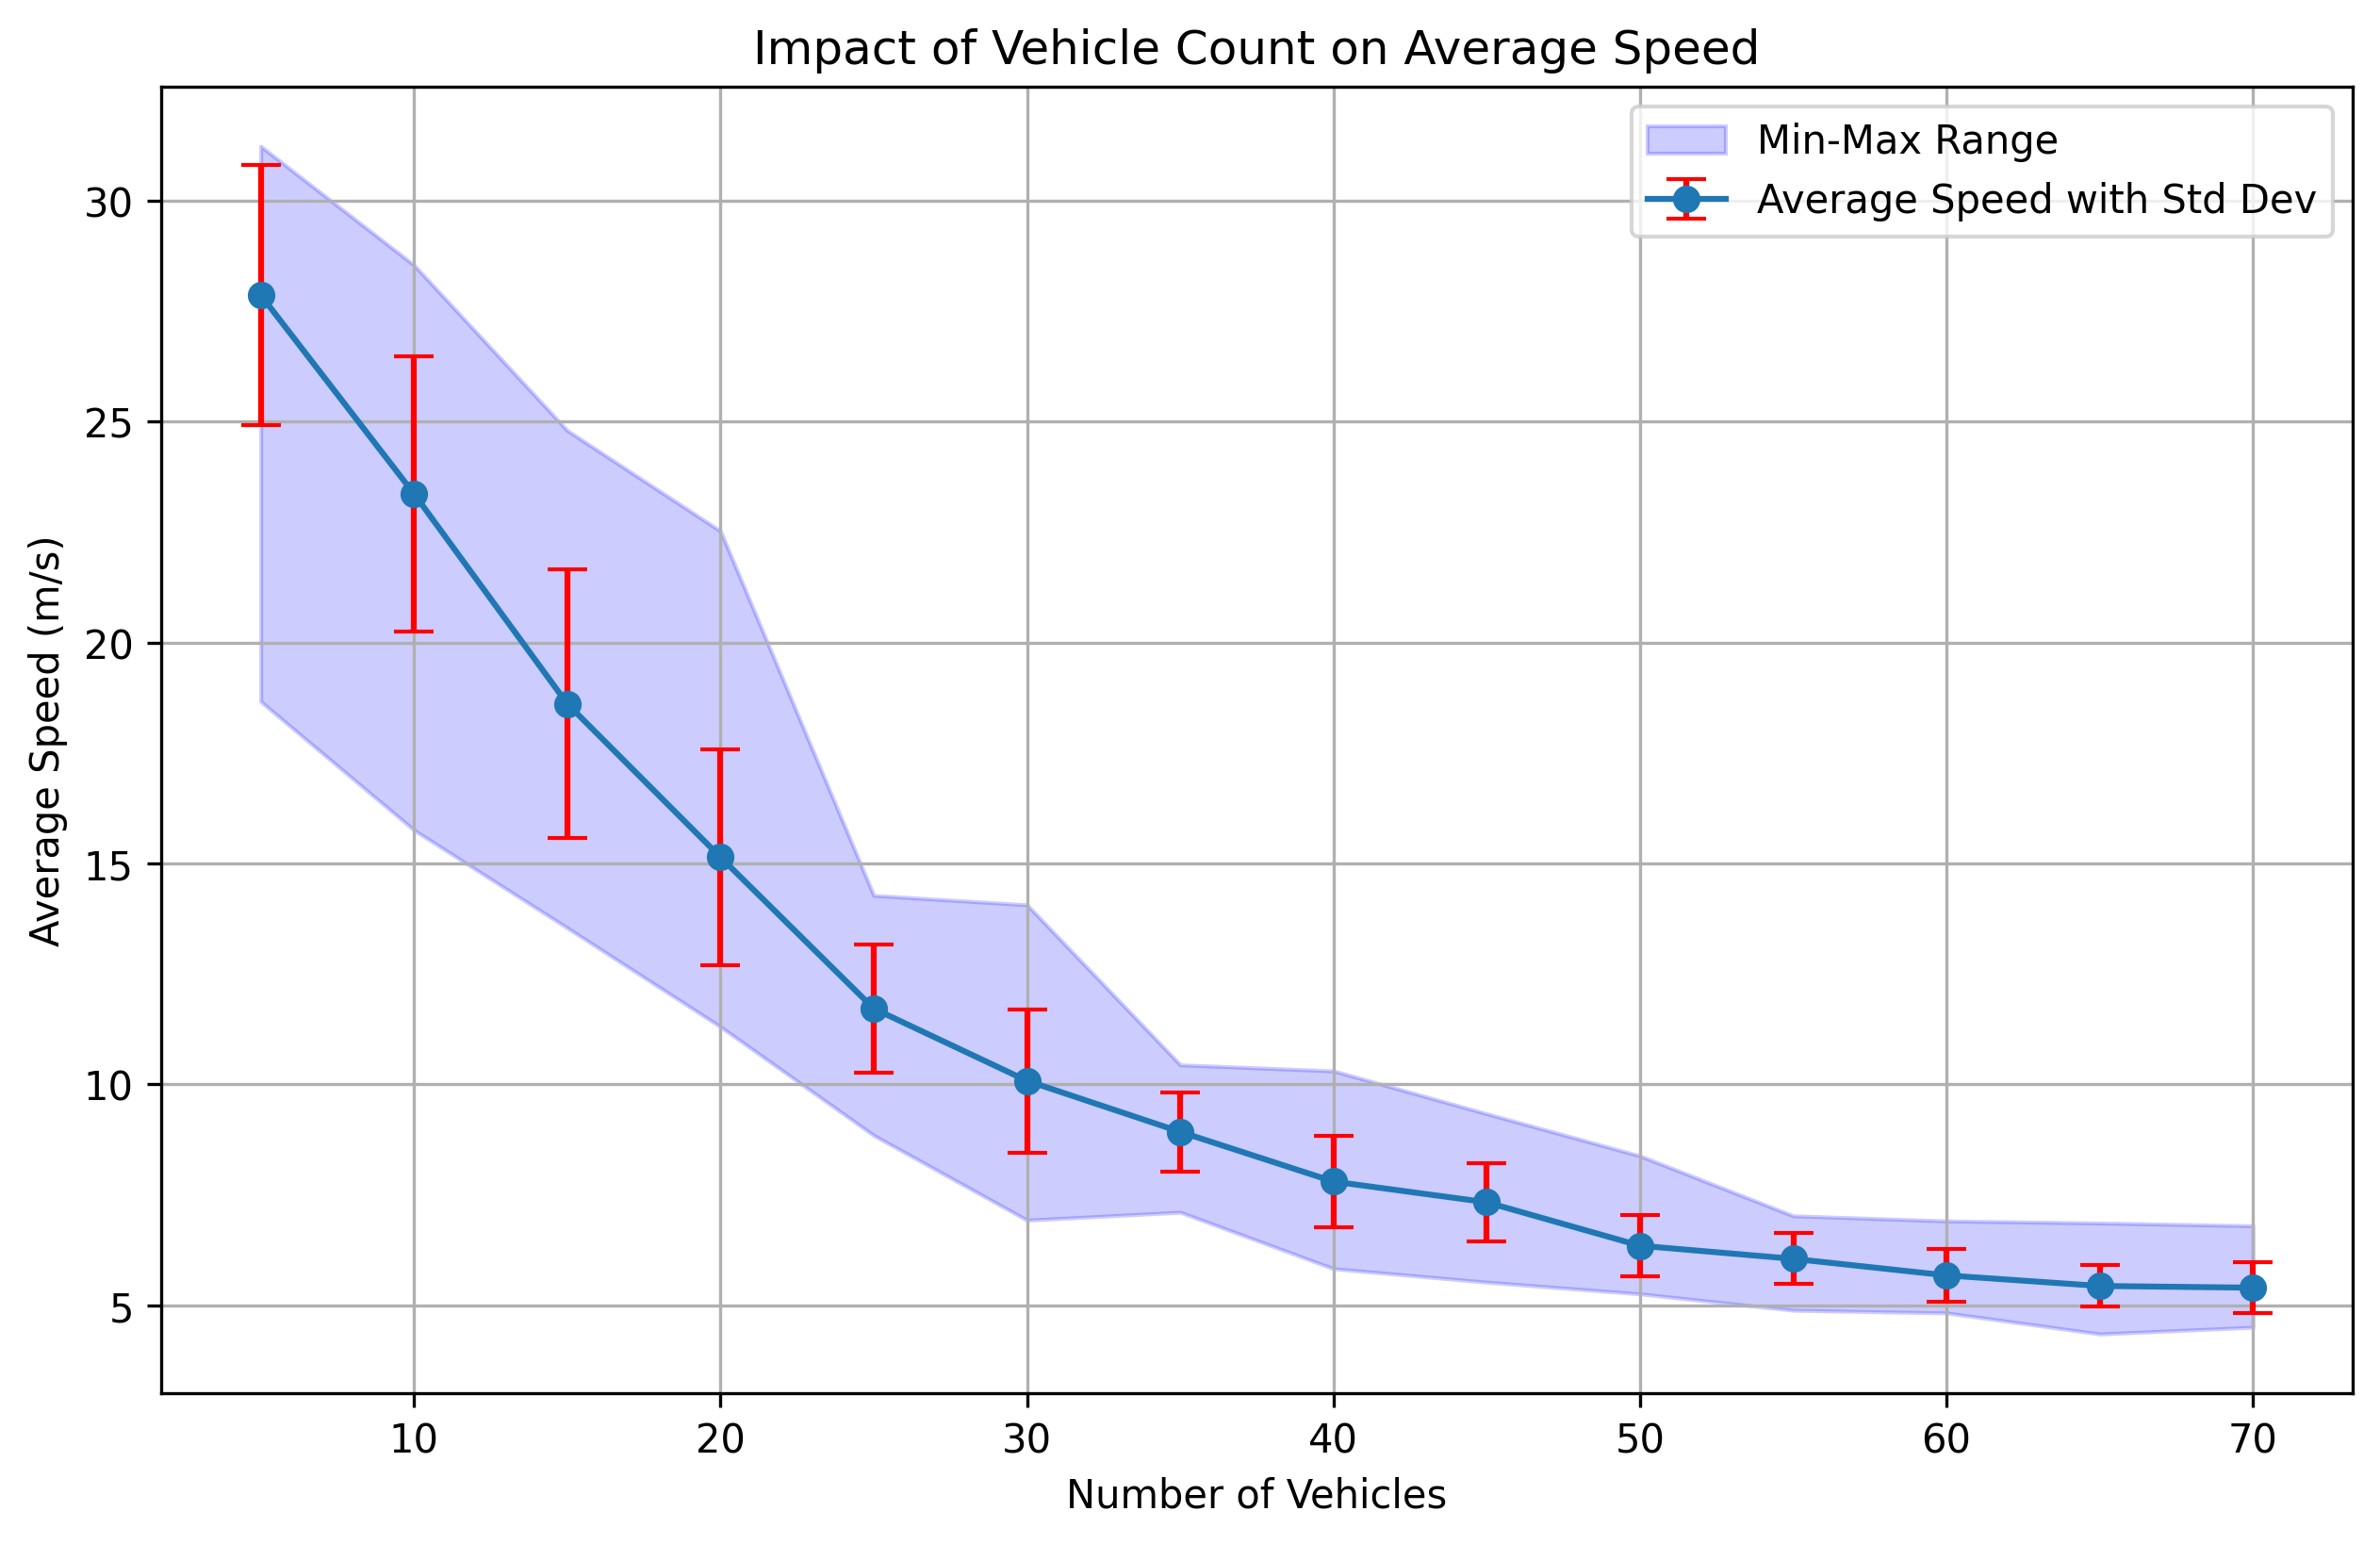 Impact of Vehicle Count on Average Speed
Min-Max Range
Average Speed with Std Dev
Average Speed (m/s)
30
25
20
15
10
5
10 20 30 40 50 60 70
Number of Vehicles